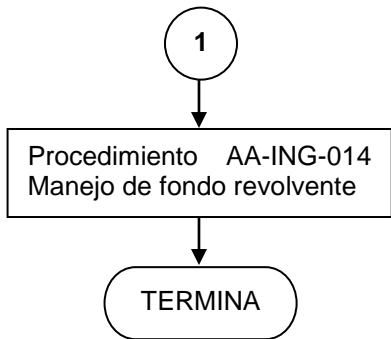 1
Procedimiento AA-ING-014
Manejo de fondo revolvente
TERMINA